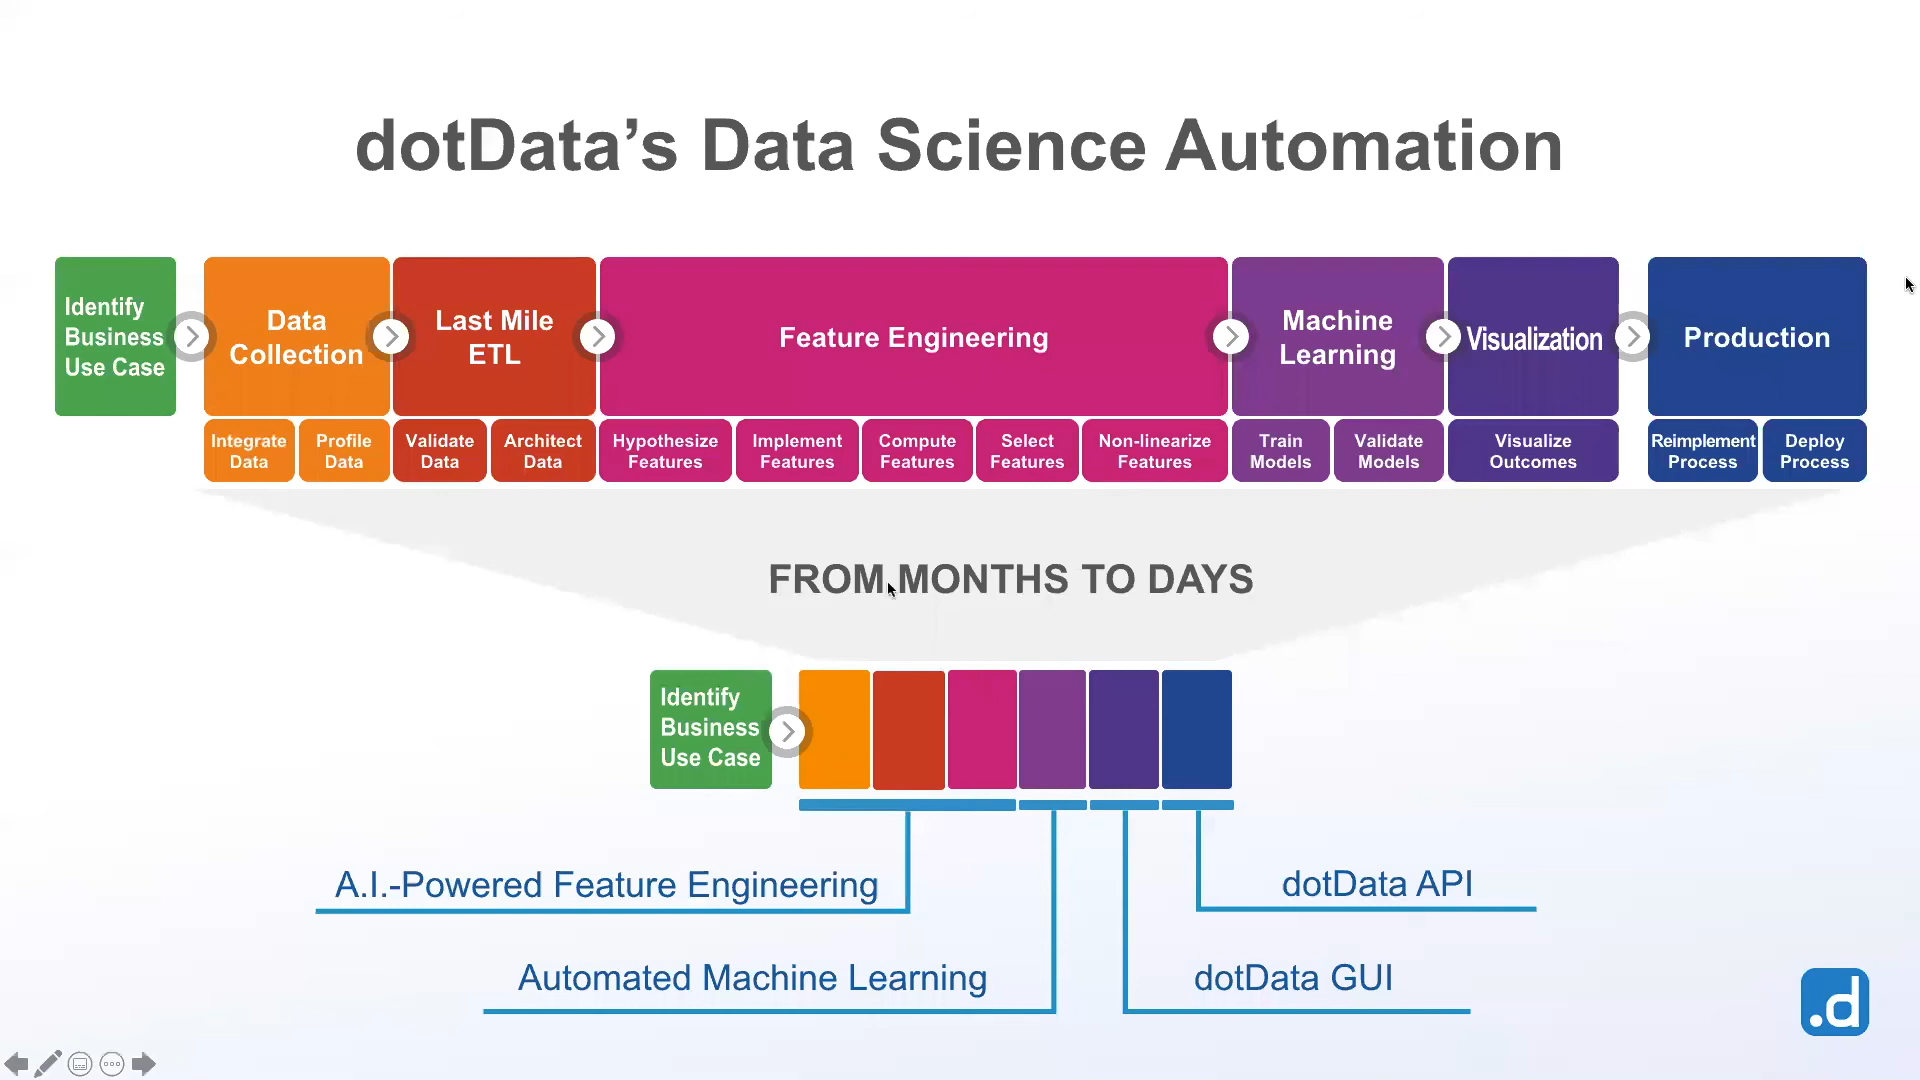 dotData’s Data Science Automation
Identify
Business
Use Case
Data
Collection
Last Mile
ETL
Feature Engineering
Machine
Learning
Visualization
Production
Integrate
Data
Profile
Data
Validate
Data
Architect
Data
Hypothesize
Features
Implement
Features
Compute
Features
Select
Features
Non-linearize
Features
Train
Models
Validate
Models
Visualize
Outcomes
Reimplement
Process
Deploy
Process
FROM MONTHS TO DAYS
Identify
Business
Use Case
A.I.-Powered Feature Engineering
dotData API
Automated Machine Learning
dotData GUI
.d